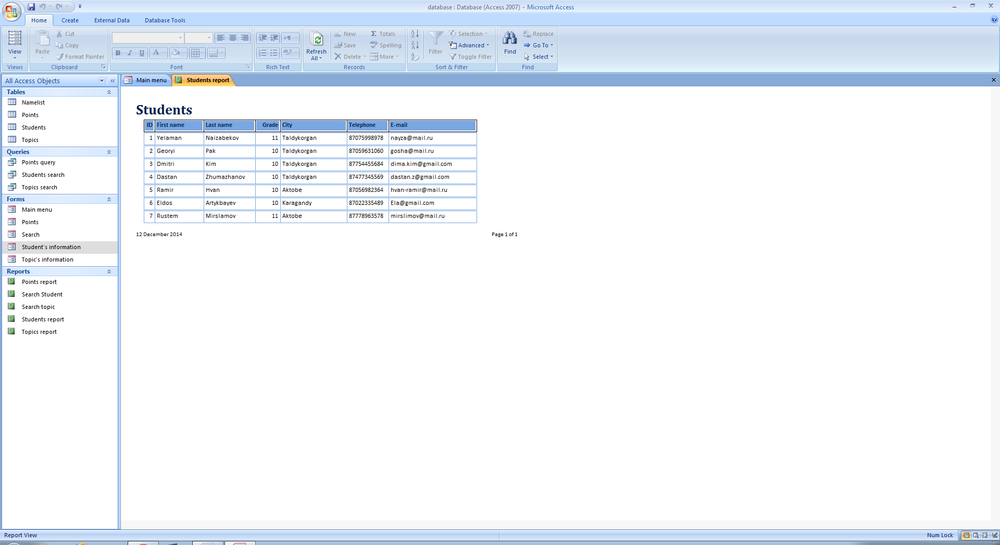 database : Database (Access 2007) - Microsoft Access
Home Create External Data Database Tools
View Paste Cut Copy Format Painter
B I U A
Refresh All New Save Delete Totals Spelling More
Filter Selection Advanced Toggle Filter
Find Replace Go To Select
Views Clipboard Font Rich Text Records Sort & Filter Find
All Access Objects
Main menu Students report
Tables
Namelist
Points
Students
Topics
Queries
Points query
Students search
Topics search
Forms
Main menu
Points
Search
Student's information
Topic's information
Reports
Points report
Search Student
Search topic
Students report
Topics report
Students
ID First name Last name Grade City Telephone E-mail
1 Yelaman Naizabekov 11 Taldykorgan 87075998978 nayza@mail.ru
2 Georyi Pak 10 Taldykorgan 87059631060 gosha@mail.ru
3 Dmitri Kim 10 Taldykorgan 87754455684 dima.kim@gmail.com
4 Dastan Zhumazhanov 10 Taldykorgan 87477345569 dastan.z@gmail.com
5 Ramir Hvan 10 Aktobe 87056982364 hvan-ramir@mail.ru
6 Eldos Artykbayev 10 Karagandy 87022335489 Ela@gmail.com
7 Rustem Mirslamov 11 Aktobe 87778963578 mirslimov@mail.ru
12 December 2014 Page 1 of 1
Report View Num Lock